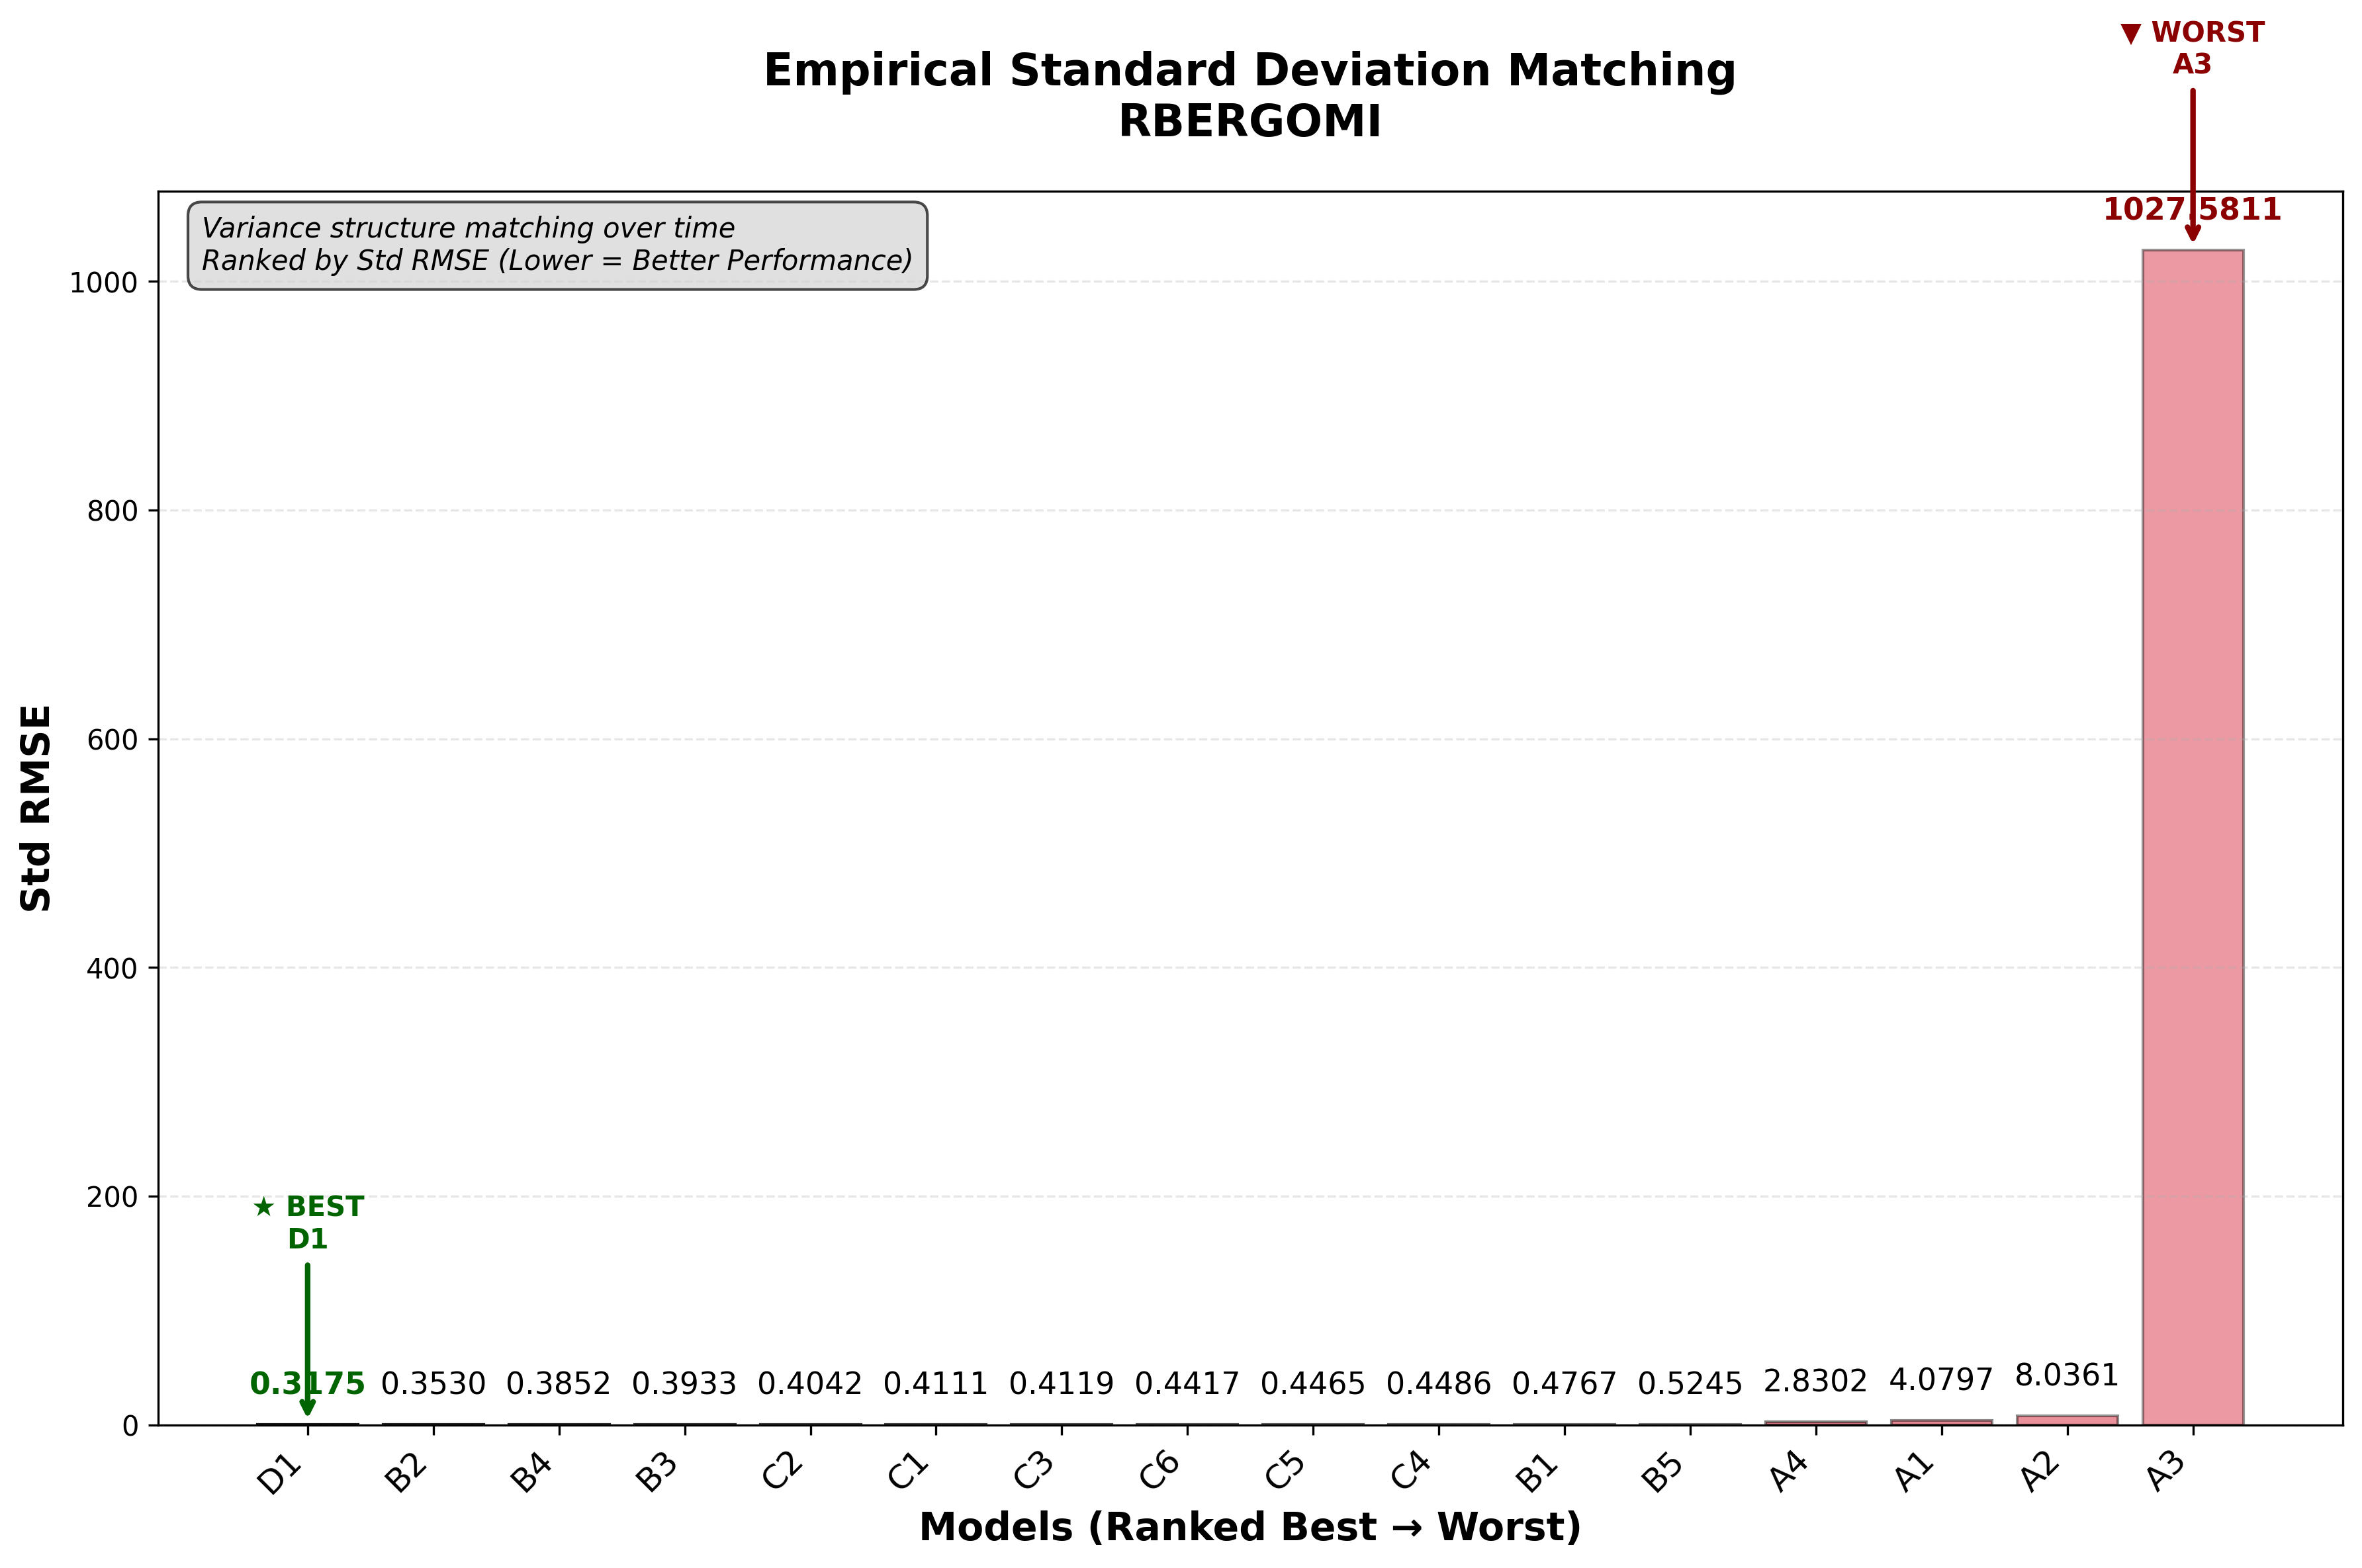 ▼ WORST
A3
Empirical Standard Deviation Matching
RBERGOMI
Variance structure matching over time
Ranked by Std RMSE (Lower = Better Performance)
1027.5811
1000
800
600
400
200
0
Std RMSE
★ BEST
D1
0.3175 0.3530 0.3852 0.3933 0.4042 0.4111 0.4119 0.4417 0.4465 0.4486 0.4767 0.5245 2.8302 4.0797 8.0361
D1 B2 B4 B3 C2 C1 C3 C6 C5 C4 B1 B5 A4 A1 A2 A3
Models (Ranked Best → Worst)